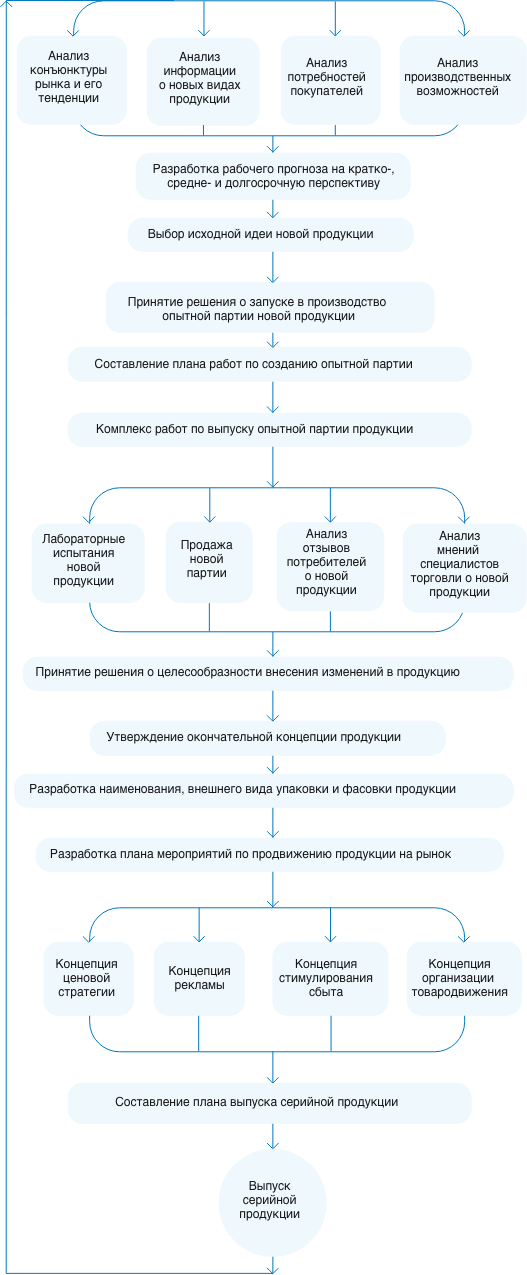 Анализ
конъюнктуры
рынка и его
тенденции
Анализ
информации
о новых видах
продукции
Анализ
потребностей
покупателей
Анализ
производственных
возможностей
Разработка рабочего прогноза на кратко-,
средне- и долгосрочную перспективу
Выбор исходной идеи новой продукции
Принятие решения о запуске в производство
опытной партии новой продукции
Составление плана работ по созданию опытной партии
Комплекс работ по выпуску опытной партии продукции
Лабораторные
испытания
новой
продукции
Продажа
новой
партии
Анализ
отзывов
потребителей
о новой
продукции
Анализ
мнений
специалистов
торговли о новой
продукции
Принятие решения о целесообразности внесения изменений в продукцию
Утверждение окончательной концепции продукции
Разработка наименования, внешнего вида упаковки и фасовки продукции
Разработка плана мероприятий по продвижению продукции на рынок
Концепция
ценовой
стратегии
Концепция
рекламы
Концепция
стимулирования
сбыта
Концепция
организации
товародвижения
Составление плана выпуска серийной продукции
Выпуск
серийной
продукции